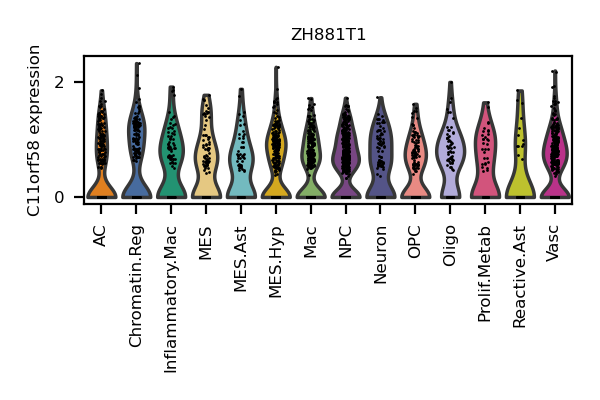 ZH881T1
C11orf58 expression
2
0
AC
Chromatin.Reg
Inflammatory.Mac
MES
MES.Ast
MES.Hyp
Mac
NPC
Neuron
OPC
Oligo
Prolif.Metab
Reactive.Ast
Vasc